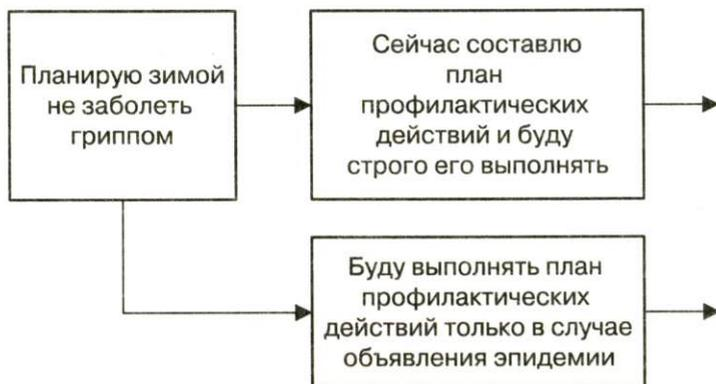 Планирую зимой
не заболеть
гриппом
Сейчас составлю
план
профилактических
действий и буду
строго его выполнять
Буду выполнять план
профилактических
действий только в случае
объявления эпидемии